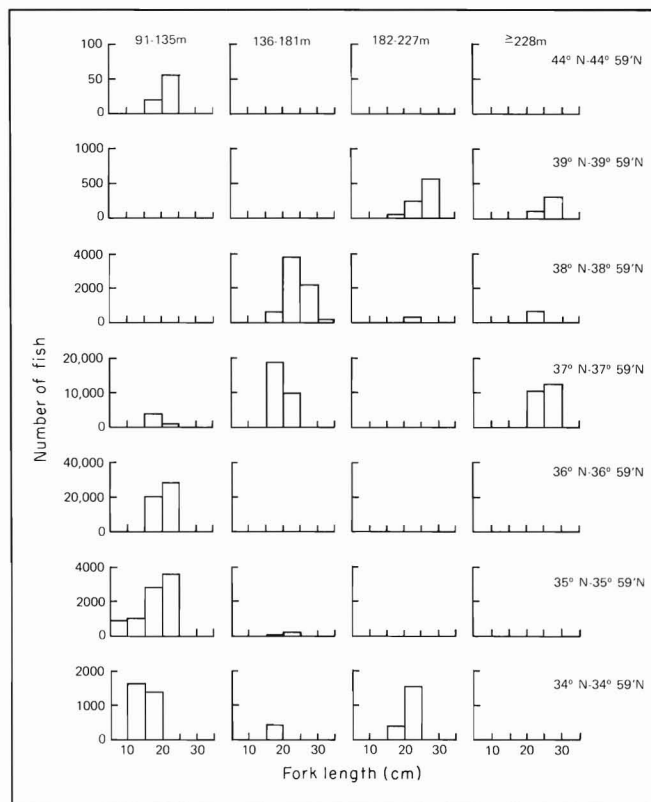 91-135m 136-181m 182-227m ≥228m
100
50
0
44° N-44° 59'N
1000
500
0
39° N-39° 59'N
4000
2000
0
38° N-38° 59'N
20,000
10,000
0
37° N-37° 59'N
40,000
20,000
0
36° N-36° 59'N
4000
2000
0
35° N-35° 59'N
2000
1000
0
34° N-34° 59'N
Number of fish
10 20 30 10 20 30 10 20 30 10 20 30
Fork length (cm)